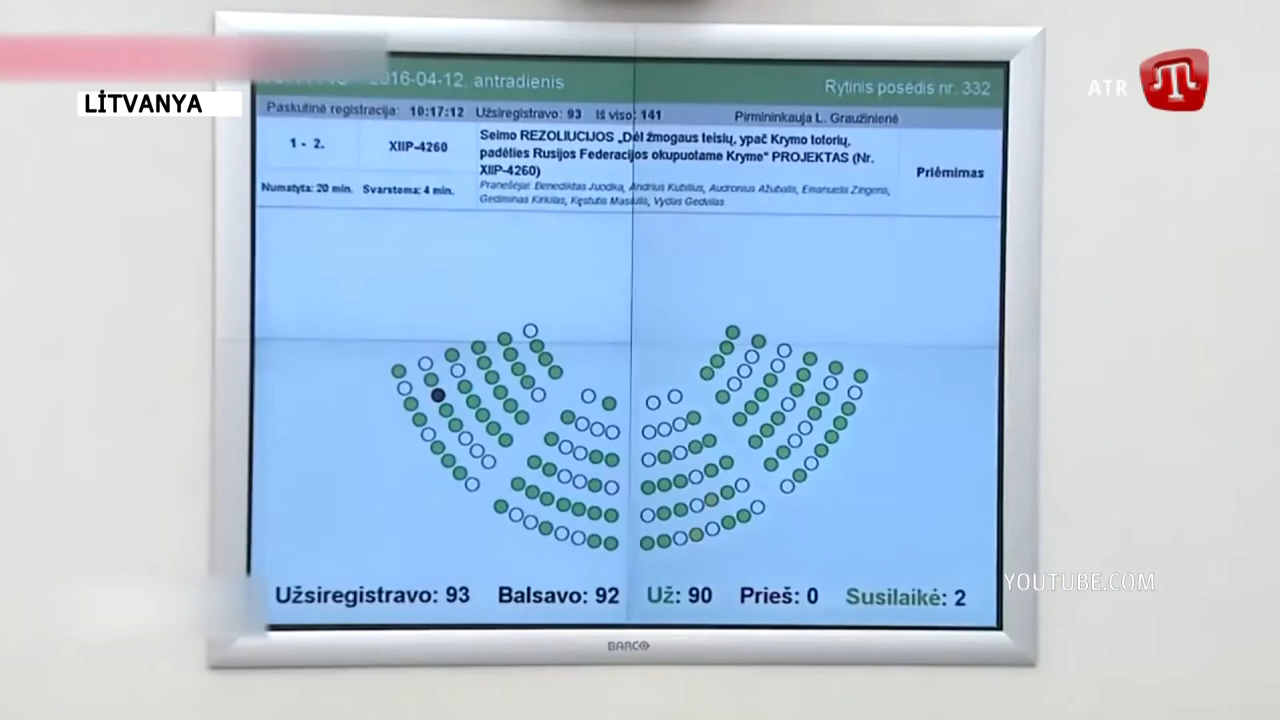 2016-04-12, antradienis
Rytinis posėdis nr. 332
ATR
LİTVANYA
Paskutinė registracija: 10:17:12 Užsiregistravo: 93 Iš viso: 141 Pirmininkauja L. Graužinienė
1 - 2.
XIIP-4260
Seimo REZOLIUCIJOS „Dėl žmogaus teisių, ypač Krymo totorių,
padėties Rusijos Federacijos okupuotame Kryme“ PROJEKTAS (Nr.
XIIP-4260)
Priėmimas
Numatyta: 20 min. Svarstoma: 4 min.
Pranešėjai: Benediktas Juodka, Andrius Kubilius, Audronius Ažubalis, Emanuelis Zingeris,
Gediminas Kirkilas, Kęstutis Masiulis, Vydas Gedvilas
Užsiregistravo: 93 Balsavo: 92 Už: 90 Prieš: 0 Susilaikė: 2
YOUTUBE.COM
BARCO